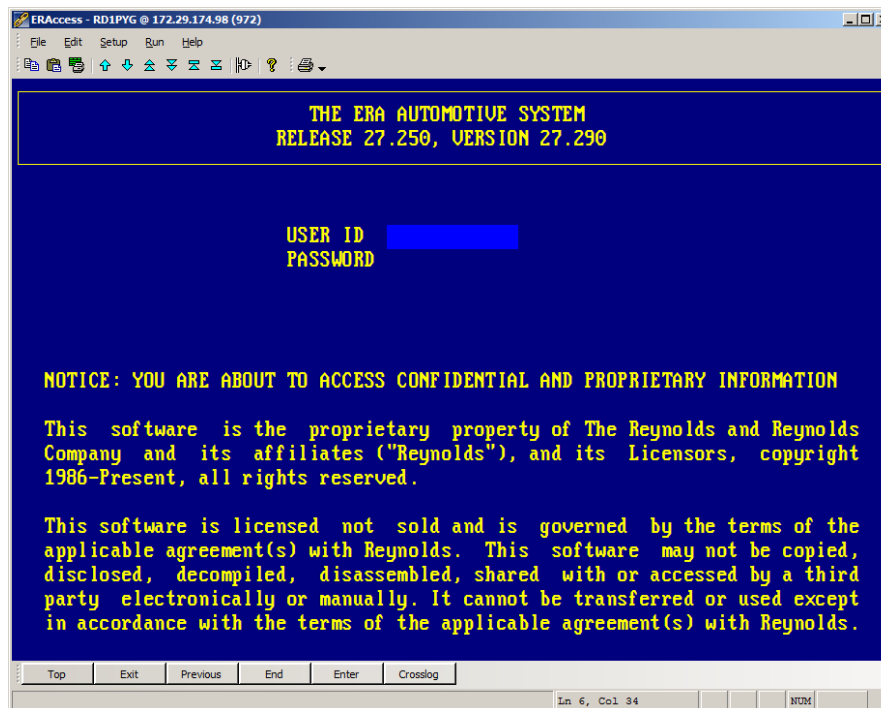 ERAccess - RD1PYG @ 172.29.174.98 (972)
File Edit Setup Run Help
THE ERA AUTOMOTIVE SYSTEM
RELEASE 27.250, VERSION 27.290
USER ID
PASSWORD
NOTICE: YOU ARE ABOUT TO ACCESS CONFIDENTIAL AND PROPRIETARY INFORMATION
This software is the proprietary property of The Reynolds and Reynolds
Company and its affiliates ("Reynolds"), and its Licensors, copyright
1986-Present, all rights reserved.
This software is licensed not sold and is governed by the terms of the
applicable agreement(s) with Reynolds. This software may not be copied,
disclosed, decompiled, disassembled, shared with or accessed by a third
party electronically or manually. It cannot be transferred or used except
in accordance with the terms of the applicable agreement(s) with Reynolds.
Top Exit Previous End Enter Crosslog
Ln 6, Col 34 NUM